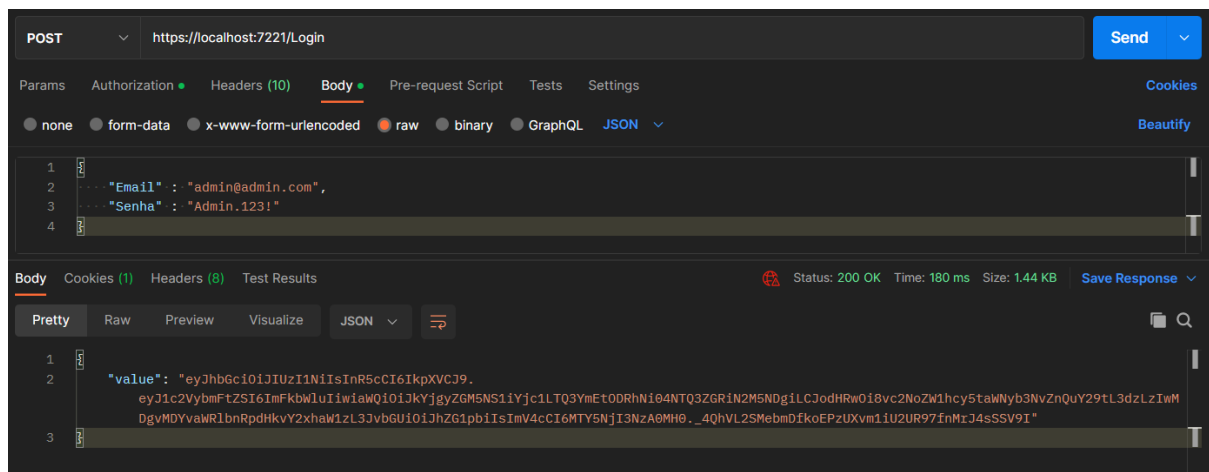 POST https://localhost:7221/Login Send
Params Authorization Headers (10) Body Pre-request Script Tests Settings Cookies
none form-data x-www-form-urlencoded raw binary GraphQL JSON Beautify
1 {
2 "Email" : "admin@admin.com",
3 "Senha" : "Admin.123!"
4 }
Body Cookies (1) Headers (8) Test Results Status: 200 OK Time: 180 ms Size: 1.44 KB Save Response
Pretty Raw Preview Visualize JSON
1 {
2 "value": "eyJhbGciOiJIUzI1NiIsInR5cCI6IkpXVCJ9.
eyJ1c2VybmFtZSI6ImFkbWluIiwiaWQiOiJkYjgyZGM5NS1iYjc1LTQ3YmEtODRhNi04NTQ3ZGRiN2M5NDgiLCJodHRwOi8vc2NoZW1hcy5taWNyb3NvZnQuY29tL3dzLzIwM
DgvMDYvaWRlbnRpdHkvY2xhaW1zL3JvbGUiOiJhZG1pbiIsImV4cCI6MTY5NjI3NzA0MH0._4QhVL2SMebmDfkoEPzUXvm1iU2UR97fnMrJ4sSSV9I"
3 }